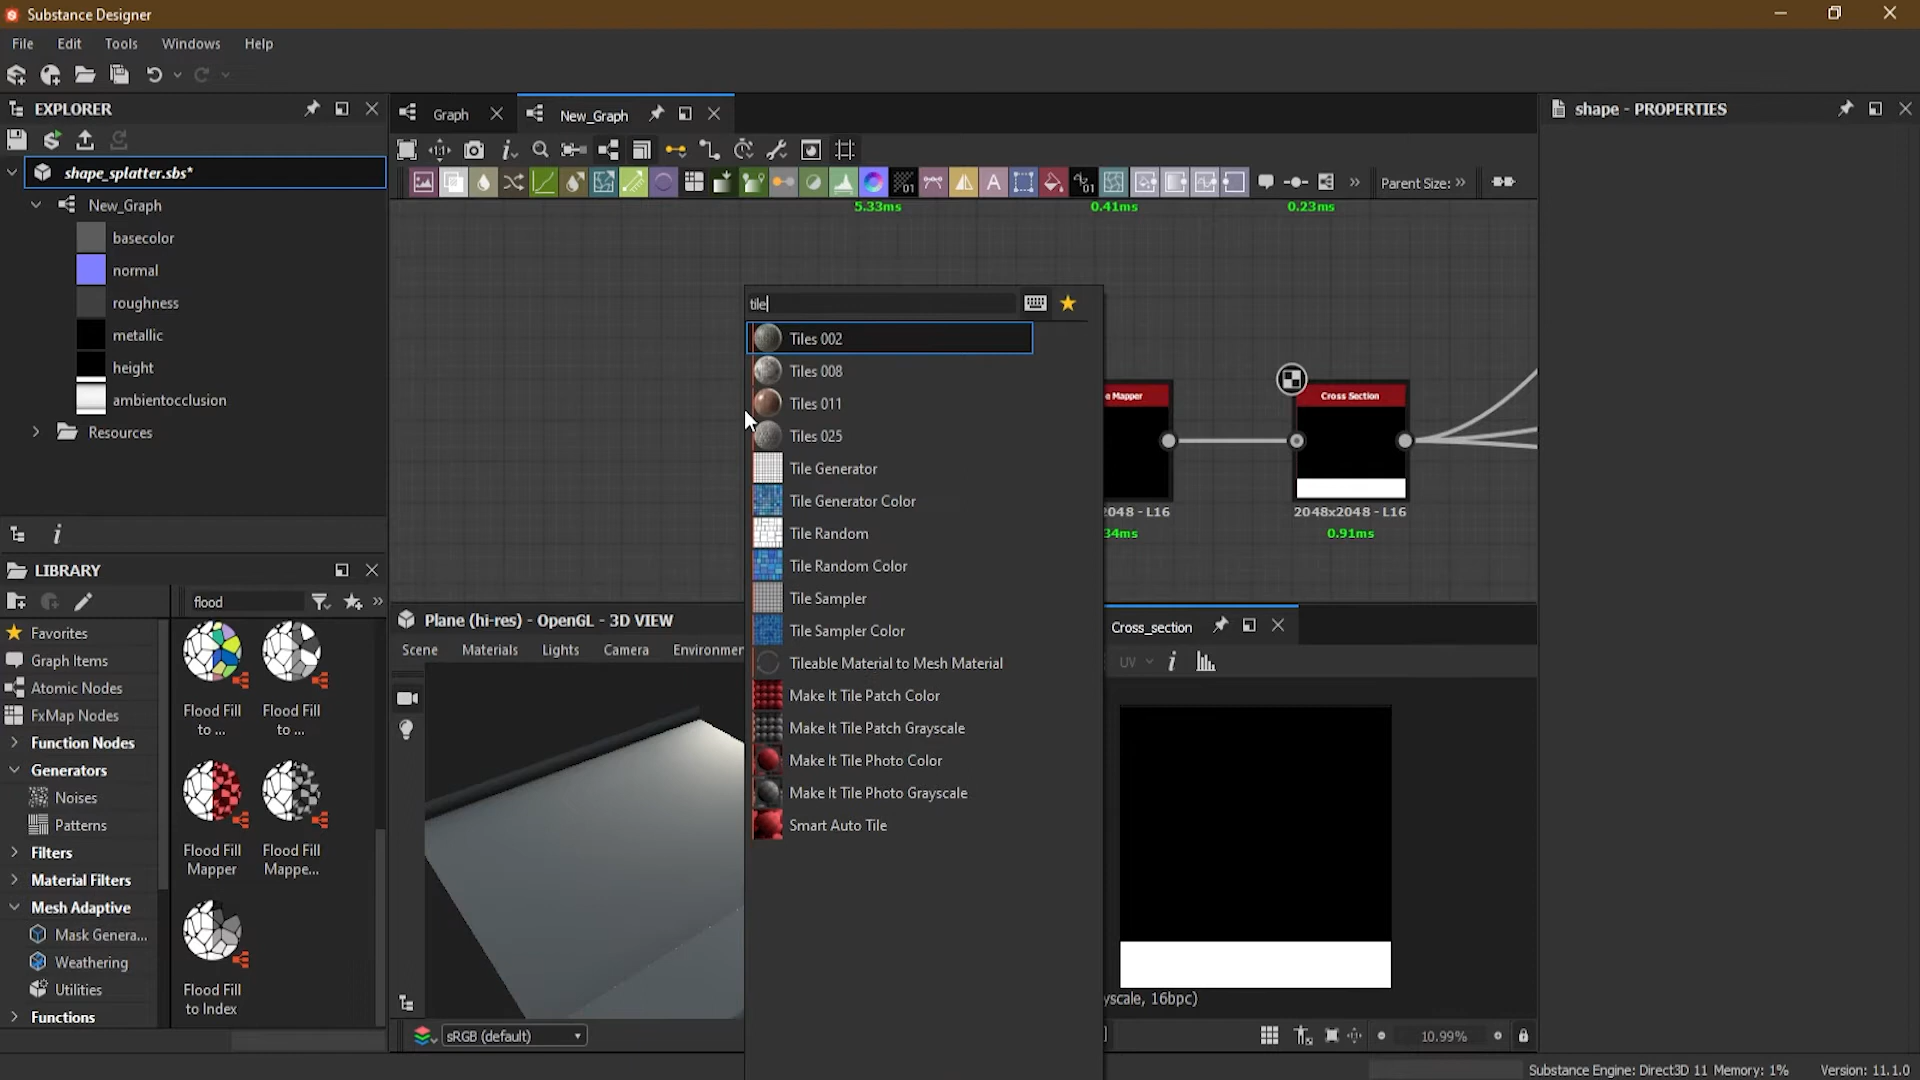 Substance Designer
File Edit Tools Windows Help
EXPLORER
Graph
New_Graph
shape - PROPERTIES
shape_splatter.sbs*
New_Graph
basecolor
normal
roughness
metallic
height
ambientocclusion
Resources
Parent Size:
5.33ms
0.41ms
0.23ms
tile
Tiles 002
Tiles 008
Tiles 011
Tiles 025
Tile Generator
Tile Generator Color
Tile Random
Tile Random Color
Tile Sampler
Tile Sampler Color
Tileable Material to Mesh Material
Make It Tile Patch Color
Make It Tile Patch Grayscale
Make It Tile Photo Color
Make It Tile Photo Grayscale
Smart Auto Tile
e Mapper
Cross Section
048 - L16
2048x2048 - L16
34ms
0.91ms
LIBRARY
flood
Favorites
Graph Items
Atomic Nodes
FxMap Nodes
Function Nodes
Generators
Noises
Patterns
Filters
Material Filters
Mesh Adaptive
Mask Genera...
Weathering
Utilities
Functions
Flood Fill to ...
Flood Fill to ...
Flood Fill Mapper
Flood Fill Mappe...
Flood Fill to Index
Plane (hi-res) - OpenGL - 3D VIEW
Scene Materials Lights Camera Environmen
sRGB (default)
Cross_section
UV
yscale, 16bpc)
10.99%
Substance Engine: Direct3D 11 Memory: 1%
Version: 11.1.0